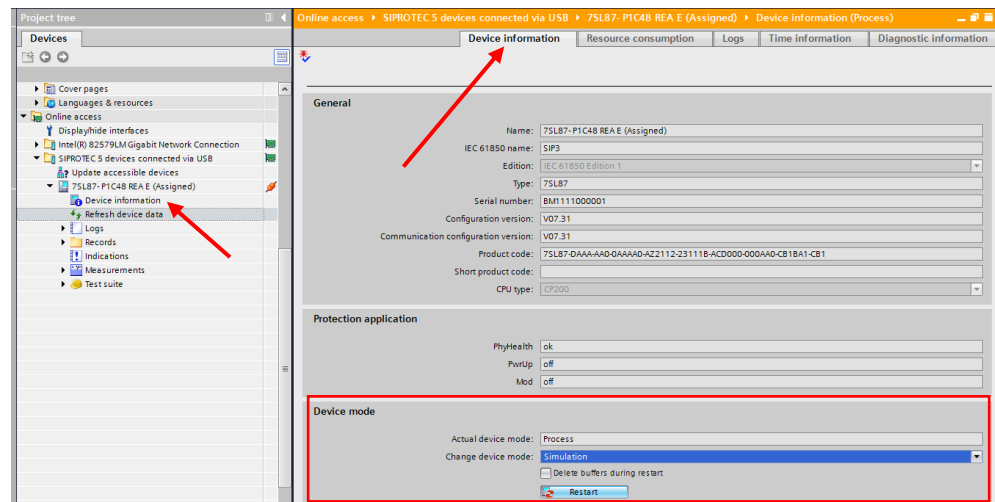 Project tree
Devices
Cover pages
Languages & resources
Online access
Display/hide interfaces
Intel(R) 82579LM Gigabit Network Connection
SIPROTEC 5 devices connected via USB
Update accessible devices
7SL87- P1C48 REA E (Assigned)
Device information
Refresh device data
Logs
Records
Indications
Measurements
Test suite
Online access SIPROTEC 5 devices connected via USB 7SL87- P1C48 REA E (Assigned) Device information (Process)
Device information Resource consumption Logs Time information Diagnostic information
General
Name: 7SL87- P1C48 REA E (Assigned)
IEC 61850 name: SIP3
Edition: IEC 61850 Edition 1
Type: 7SL87
Serial number: BM1111000001
Configuration version: V07.31
Communication configuration version: V07.31
Product code: 7SL87-DAAA-AA0-0AAAA0-AZ2112-23111B-ACD000-000AA0-CB1BA1-CB1
Short product code:
CPU type: CP200
Protection application
PhyHealth ok
PwrUp off
Mod off
Device mode
Actual device mode: Process
Change device mode: Simulation
Delete buffers during restart
Restart